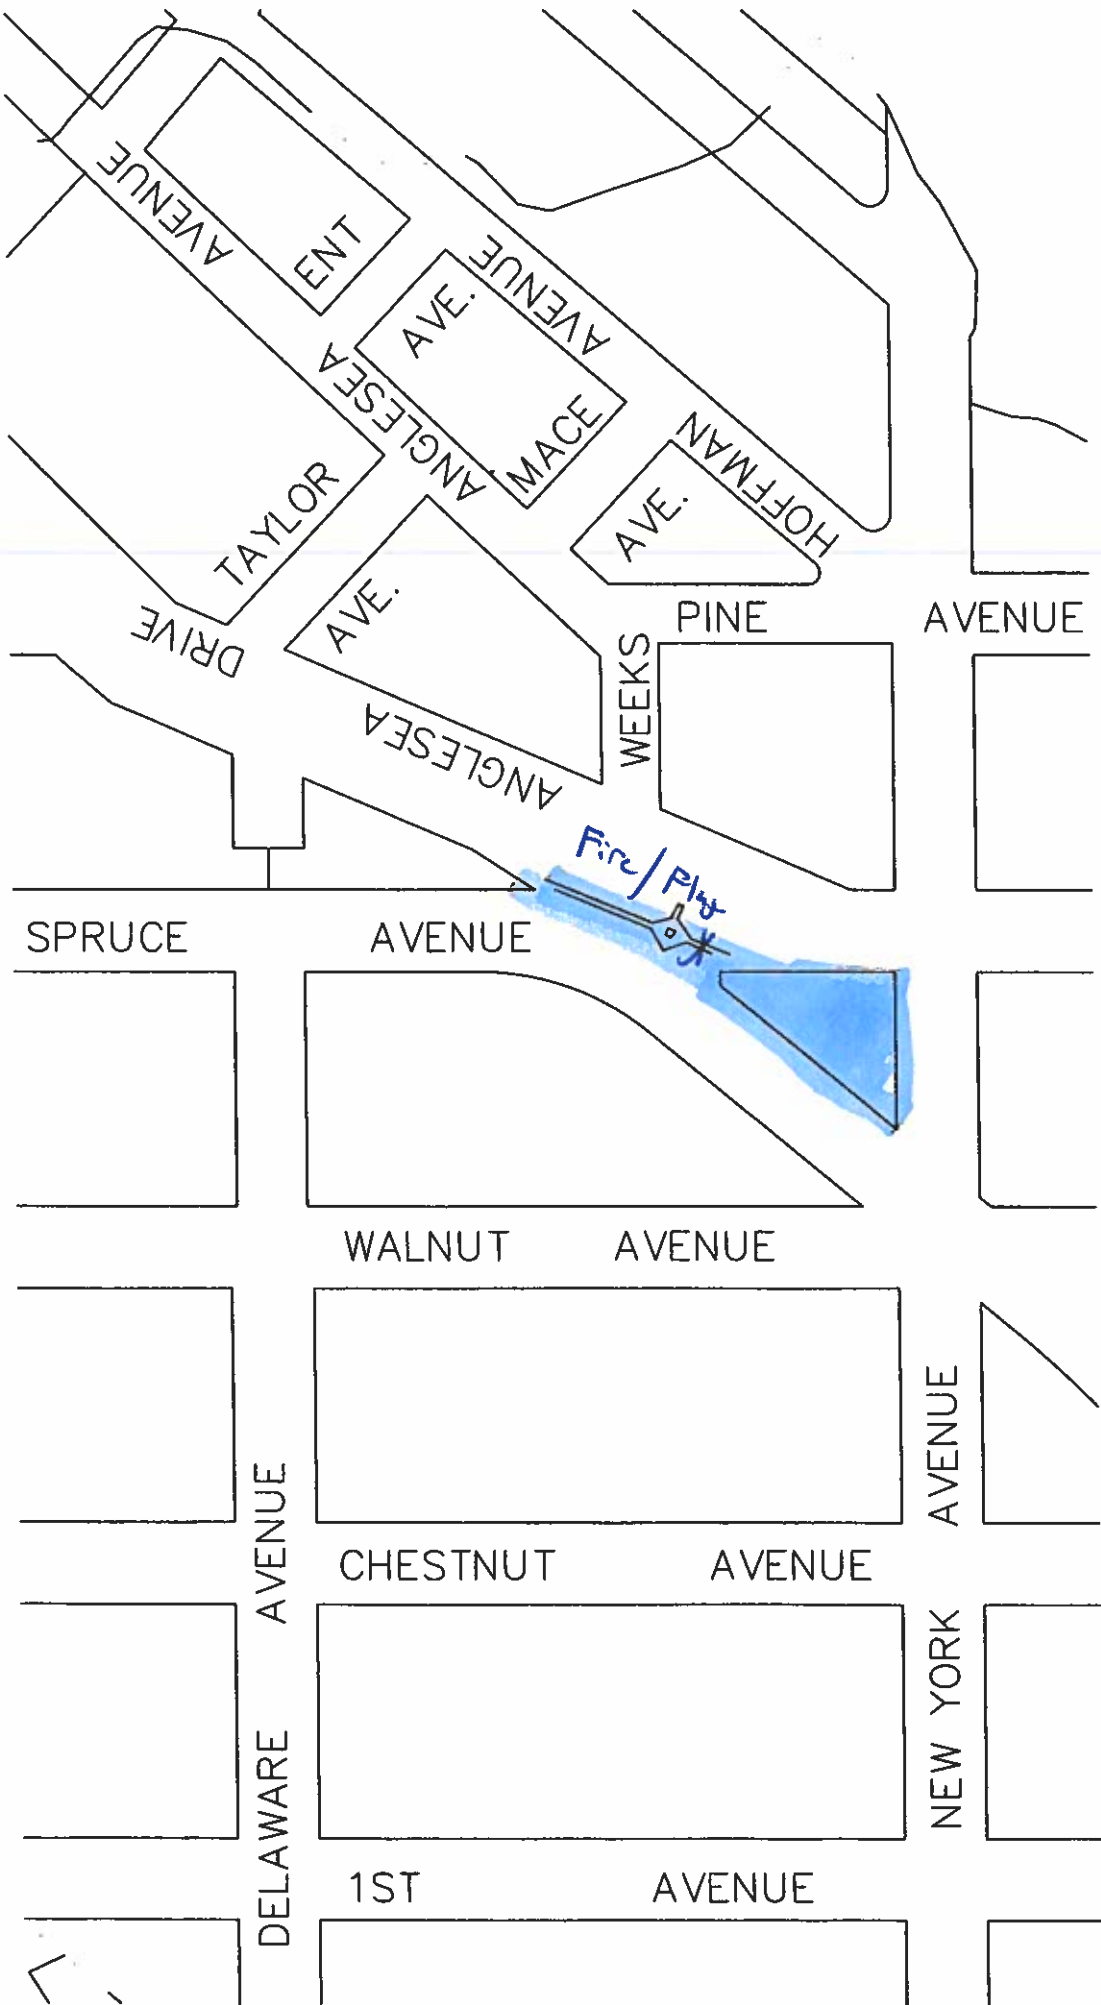 AVENUE
ENT
AVENUE
AVE.
ANGLESEA
MACE
HOFFMAN
TAYLOR
AVE.
AVE.
PINE AVENUE
DRIVE
WEEKS
ANGLESEA
Fire/Play
SPRUCE AVENUE
WALNUT AVENUE
AVENUE
AVENUE
CHESTNUT AVENUE
NEW YORK
DELAWARE
1ST AVENUE